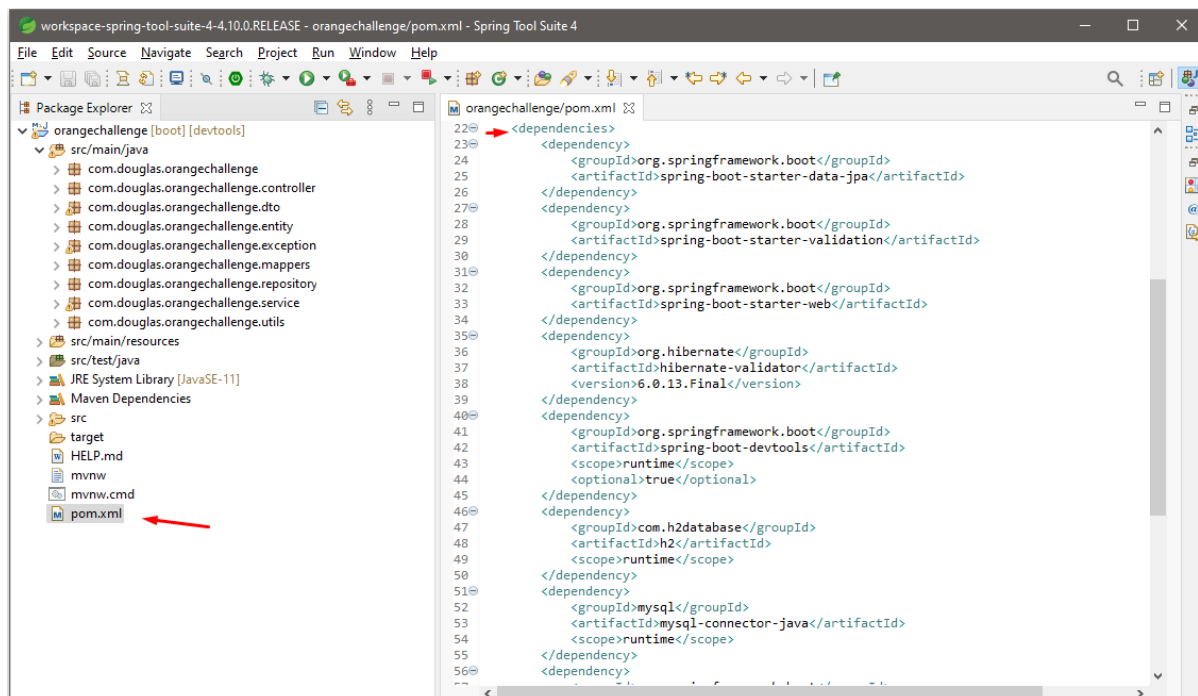 workspace-spring-tool-suite-4-4.10.0.RELEASE - orangechallenge/pom.xml - Spring Tool Suite 4
File Edit Source Navigate Search Project Run Window Help
Package Explorer
orangechallenge [boot] [devtools]
src/main/java
com.douglas.orangechallenge
com.douglas.orangechallenge.controller
com.douglas.orangechallenge.dto
com.douglas.orangechallenge.entity
com.douglas.orangechallenge.exception
com.douglas.orangechallenge.mappers
com.douglas.orangechallenge.repository
com.douglas.orangechallenge.service
com.douglas.orangechallenge.utils
src/main/resources
src/test/java
JRE System Library [JavaSE-11]
Maven Dependencies
src
target
HELP.md
mvnw
mvnw.cmd
pom.xml
orangechallenge/pom.xml
22 <dependencies>
23 <dependency>
24 <groupId>org.springframework.boot</groupId>
25 <artifactId>spring-boot-starter-data-jpa</artifactId>
26 </dependency>
27 <dependency>
28 <groupId>org.springframework.boot</groupId>
29 <artifactId>spring-boot-starter-validation</artifactId>
30 </dependency>
31 <dependency>
32 <groupId>org.springframework.boot</groupId>
33 <artifactId>spring-boot-starter-web</artifactId>
34 </dependency>
35 <dependency>
36 <groupId>org.hibernate</groupId>
37 <artifactId>hibernate-validator</artifactId>
38 <version>6.0.13.Final</version>
39 </dependency>
40 <dependency>
41 <groupId>org.springframework.boot</groupId>
42 <artifactId>spring-boot-devtools</artifactId>
43 <scope>runtime</scope>
44 <optional>true</optional>
45 </dependency>
46 <dependency>
47 <groupId>com.h2database</groupId>
48 <artifactId>h2</artifactId>
49 <scope>runtime</scope>
50 </dependency>
51 <dependency>
52 <groupId>mysql</groupId>
53 <artifactId>mysql-connector-java</artifactId>
54 <scope>runtime</scope>
55 </dependency>
56 <dependency>